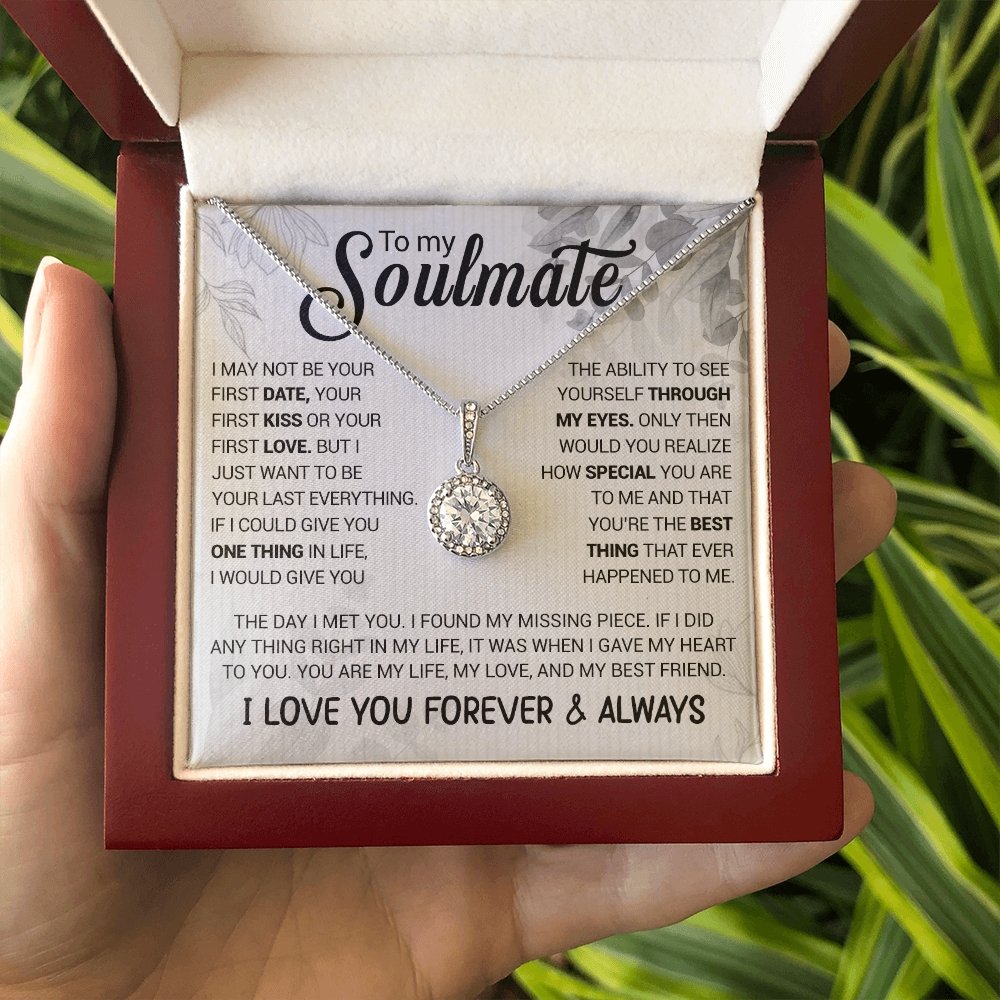 To my
Soulmate
I MAY NOT BE YOUR
FIRST DATE, YOUR
FIRST KISS OR YOUR
FIRST LOVE. BUT I
JUST WANT TO BE
YOUR LAST EVERYTHING.
IF I COULD GIVE YOU
ONE THING IN LIFE,
I WOULD GIVE YOU
THE ABILITY TO SEE
YOURSELF THROUGH
MY EYES. ONLY THEN
WOULD YOU REALIZE
HOW SPECIAL YOU ARE
TO ME AND THAT
YOU'RE THE BEST
THING THAT EVER
HAPPENED TO ME.
THE DAY I MET YOU. I FOUND MY MISSING PIECE. IF I DID
ANY THING RIGHT IN MY LIFE, IT WAS WHEN I GAVE MY HEART
TO YOU. YOU ARE MY LIFE, MY LOVE, AND MY BEST FRIEND.
I LOVE YOU FOREVER & ALWAYS